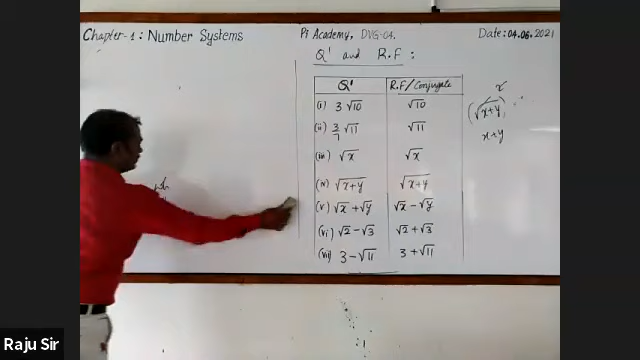 Chapter-1: Number Systems
Pi Academy, DVG-04.
Date: 04.06.2021
Q' and R.F :
Q' R.F/Conjugate
(i) 3√10 √10
(ii) 3/7 √11 √11
(iii) √x √x
(iv) √(x+y) √(x+y)
(v) √x + √y √x - √y
(vi) √2 - √3 √2 + √3
(vii) 3 - √11 3 + √11
x+y
Raju Sir